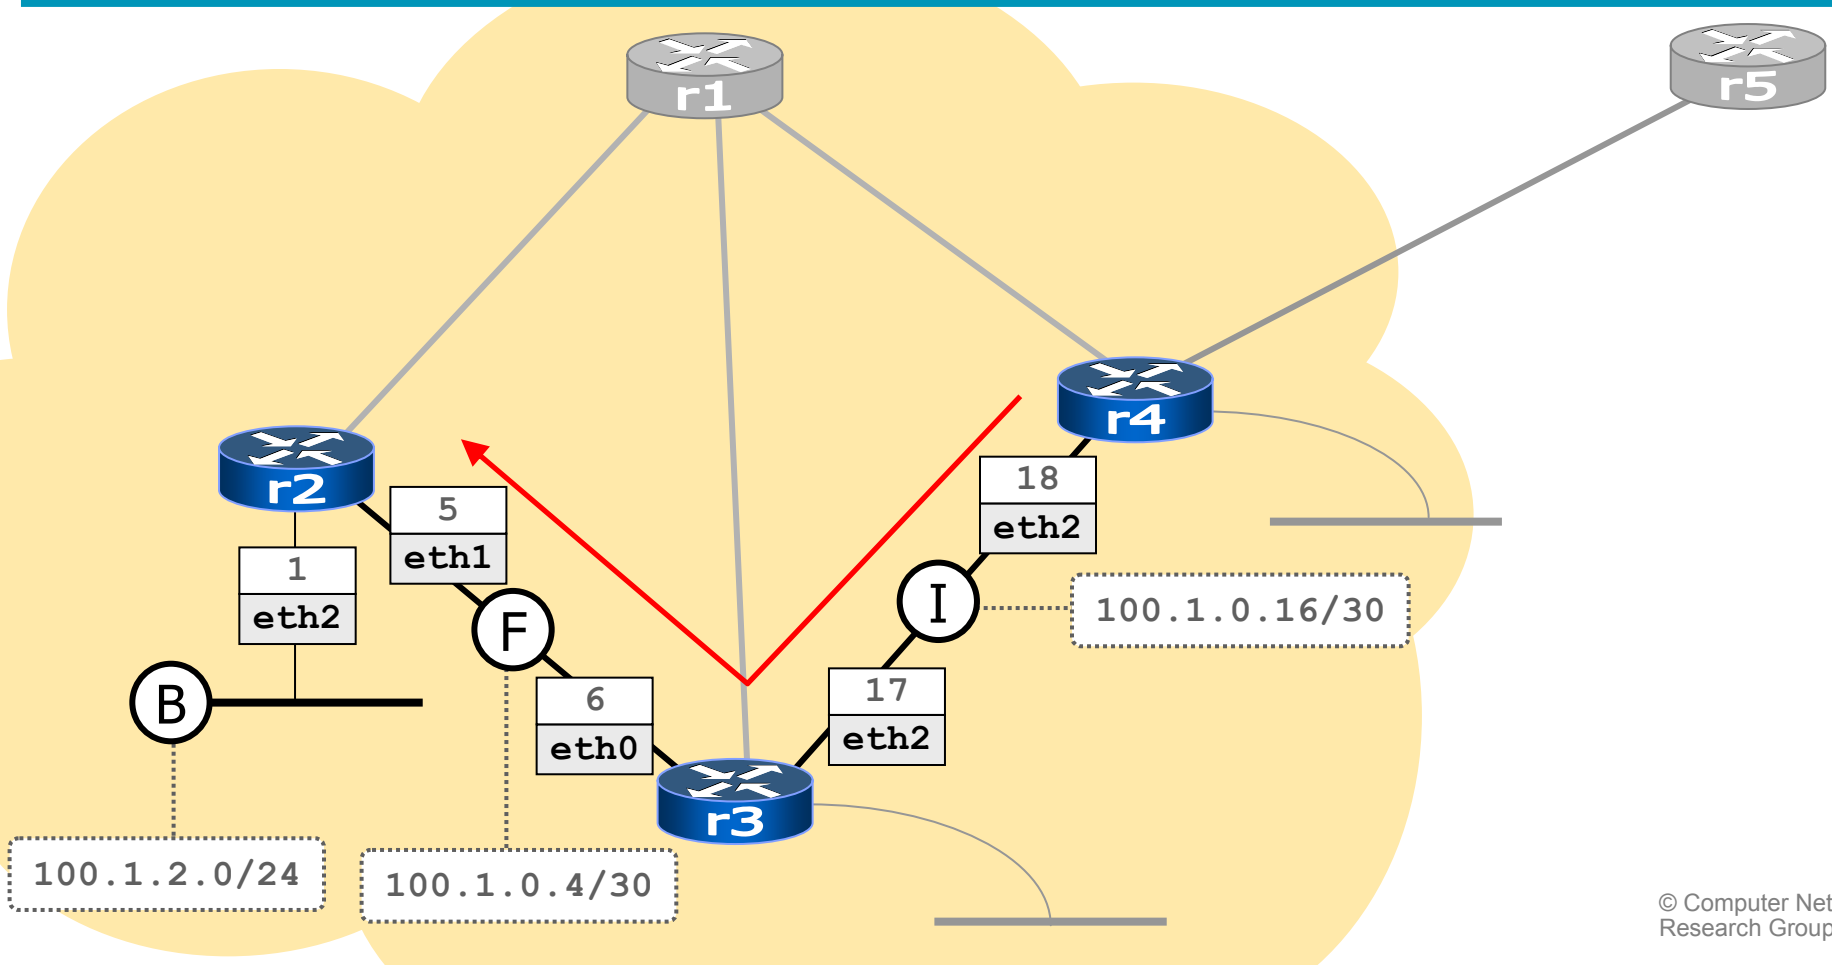 r1
r5
r4
18
eth2
r2
5
eth1
1
eth2
I
100.1.0.16/30
F
B
6
eth0
17
eth2
r3
100.1.2.0/24
100.1.0.4/30
© Computer Net
Research Group